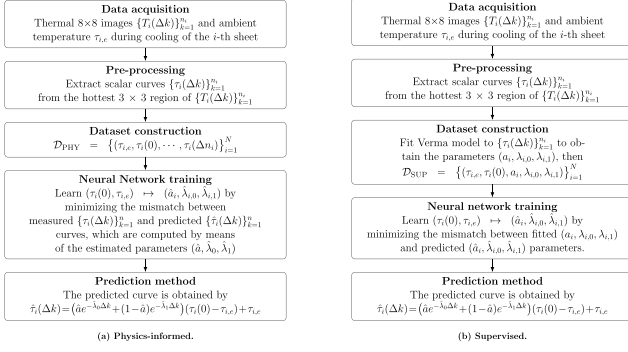 Data acquisition
Thermal 8×8 images {T_i(Δk)}_{k=1}^{n_i} and ambient
temperature τ_{i,e} during cooling of the i-th sheet
Pre-processing
Extract scalar curves {τ_i(Δk)}_{k=1}^{n_i}
from the hottest 3 × 3 region of {T_i(Δk)}_{k=1}^{n_i}
Dataset construction
𝒟_PHY = {(τ_{i,e}, τ_i(0), ⋯ , τ_i(Δn_i)}_{i=1}^{N}
Neural Network training
Learn (τ_i(0), τ_{i,e}) ↦ (â_i, λ̂_{i,0}, λ̂_{i,1}) by
minimizing the mismatch between
measured {τ_i(Δk)}_{k=1}^{n} and predicted {τ̂_i(Δk)}_{k=1}^{n}
curves, which are computed by means
of the estimated parameters (â, λ̂_0, λ̂_1)
Prediction method
The predicted curve is obtained by
τ̂_i(Δk)=(âe^{-λ̂_0Δk}+(1-â)e^{-λ̂_1Δk})(τ_i(0)-τ_{i,e})+τ_{i,e}
(a) Physics-informed.
Data acquisition
Thermal 8×8 images {T_i(Δk)}_{k=1}^{n_i} and ambient
temperature τ_{i,e} during cooling of the i-th sheet
Pre-processing
Extract scalar curves {τ_i(Δk)}_{k=1}^{n_i}
from the hottest 3 × 3 region of {T_i(Δk)}_{k=1}^{n_i}
Dataset construction
Fit Verma model to {τ_i(Δk)}_{k=1}^{n_i} to ob-
tain the parameters (a_i, λ_{i,0}, λ_{i,1}), then
𝒟_SUP = {(τ_{i,e}, τ_i(0), a_i, λ_{i,0}, λ_{i,1})}_{i=1}^{N}
Neural network training
Learn (τ_i(0), τ_{i,e}) ↦ (â_i, λ̂_{i,0}, λ̂_{i,1}) by
minimizing the mismatch between fitted (a_i, λ_{i,0}, λ_{i,1})
and predicted (â_i, λ̂_{i,0}, λ̂_{i,1}) parameters.
Prediction method
The predicted curve is obtained by
τ̂_i(Δk)=(âe^{-λ̂_0Δk}+(1-â)e^{-λ̂_1Δk})(τ_i(0)-τ_{i,e})+τ_{i,e}
(b) Supervised.